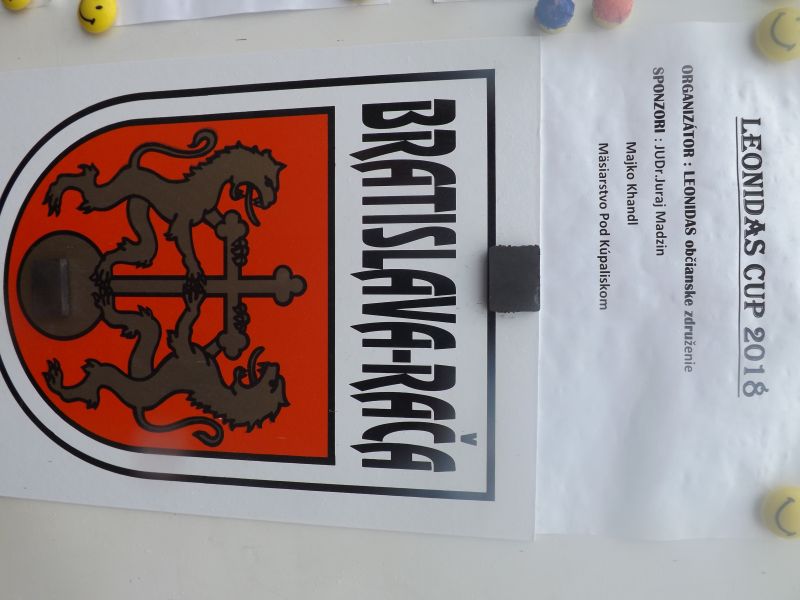 LEONIDAS CUP 2018
ORGANIZÁTOR : LEONIDAS občianske združenie
SPONZORI : JUDr.Juraj Madzin
Majko Khandl
Mäsiarstvo Pod Kúpaliskom
BRATISLAVA-RAČA